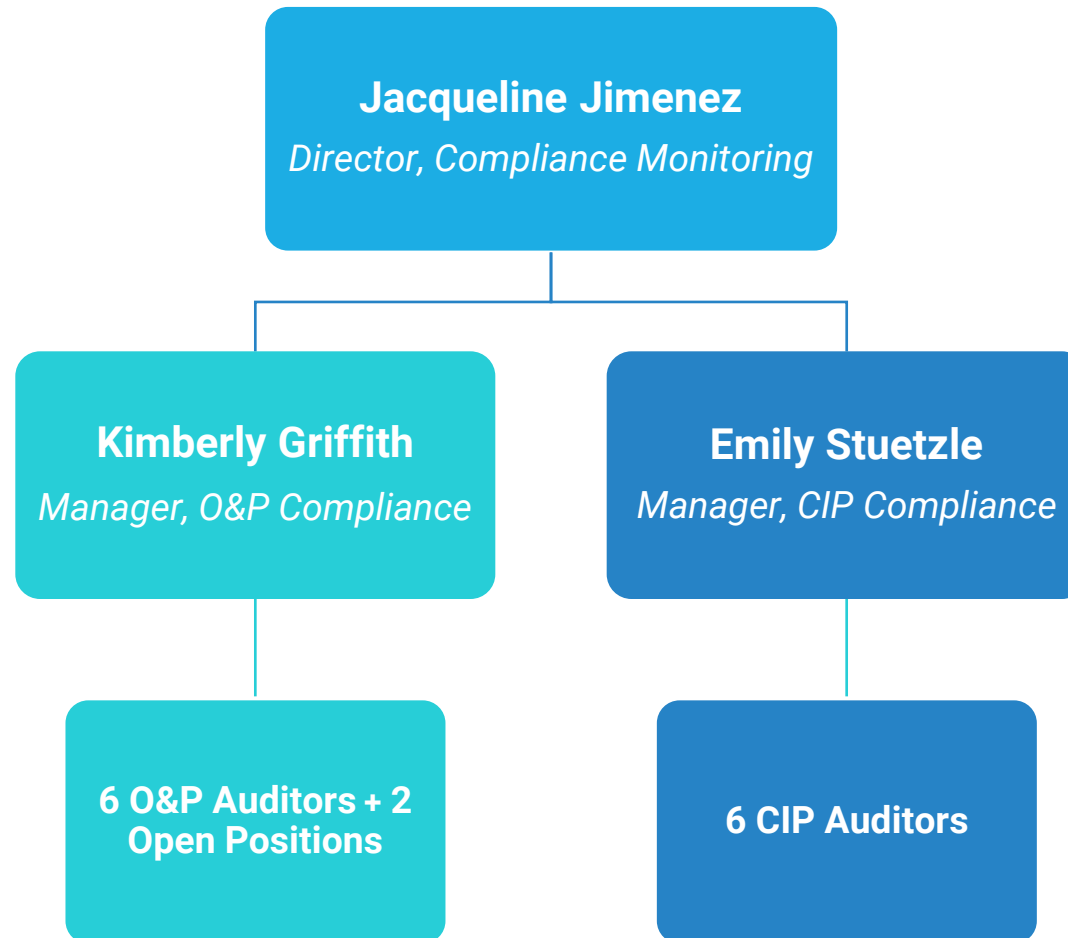 Jacqueline Jimenez
Director, Compliance Monitoring
Kimberly Griffith
Manager, O&P Compliance
Emily Stuetzle
Manager, CIP Compliance
6 O&P Auditors + 2
Open Positions
6 CIP Auditors